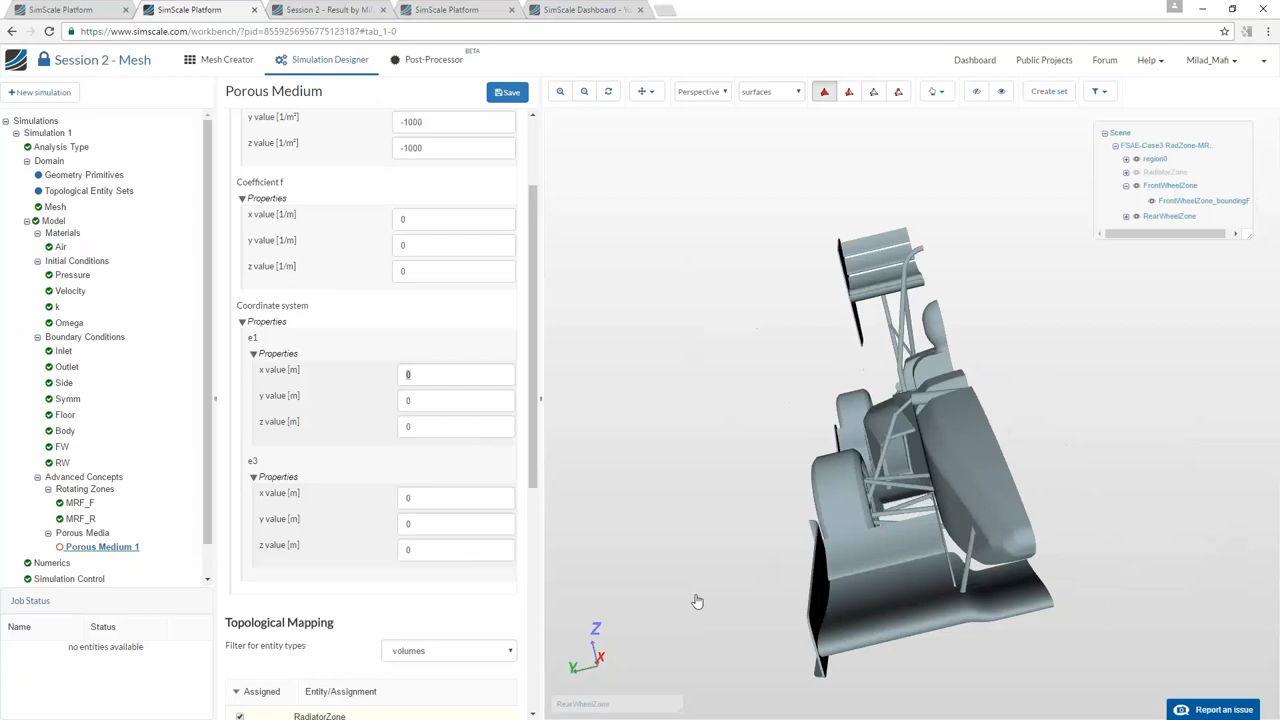 SimScale Platform
SimScale Platform
Session 2 - Result by Mil
SimScale Platform
SimScale Dashboard - Yo
https://www.simscale.com/workbench/?pid=8559256956775123187#tab_1-0
Session 2 - Mesh
Mesh Creator
Simulation Designer
Post-Processor
BETA
Dashboard
Public Projects
Forum
Help
Milad_Mafi
+ New simulation
Porous Medium
Save
Perspective
surfaces
Create set
Simulations
Simulation 1
Analysis Type
Domain
Geometry Primitives
Topological Entity Sets
Mesh
Model
Materials
Air
Initial Conditions
Pressure
Velocity
k
Omega
Boundary Conditions
Inlet
Outlet
Side
Symm
Floor
Body
FW
RW
Advanced Concepts
Rotating Zones
MRF_F
MRF_R
Porous Media
Porous Medium 1
Numerics
Simulation Control
Job Status
Name Status
no entities available
y value [1/m²] -1000
z value [1/m²] -1000
Coefficient f
Properties
x value [1/m] 0
y value [1/m] 0
z value [1/m] 0
Coordinate system
Properties
e1
Properties
x value [m] 0
y value [m] 0
z value [m] 0
e3
Properties
x value [m] 0
y value [m] 0
z value [m] 0
Topological Mapping
Filter for entity types volumes
Assigned Entity/Assignment
RadiatorZone
Scene
FSAE-Case3 RadZone-MR...
region0
RadiatorZone
FrontWheelZone
FrontWheelZone_boundingF
RearWheelZone
Z
Y
X
RearWheelZone
Report an issue